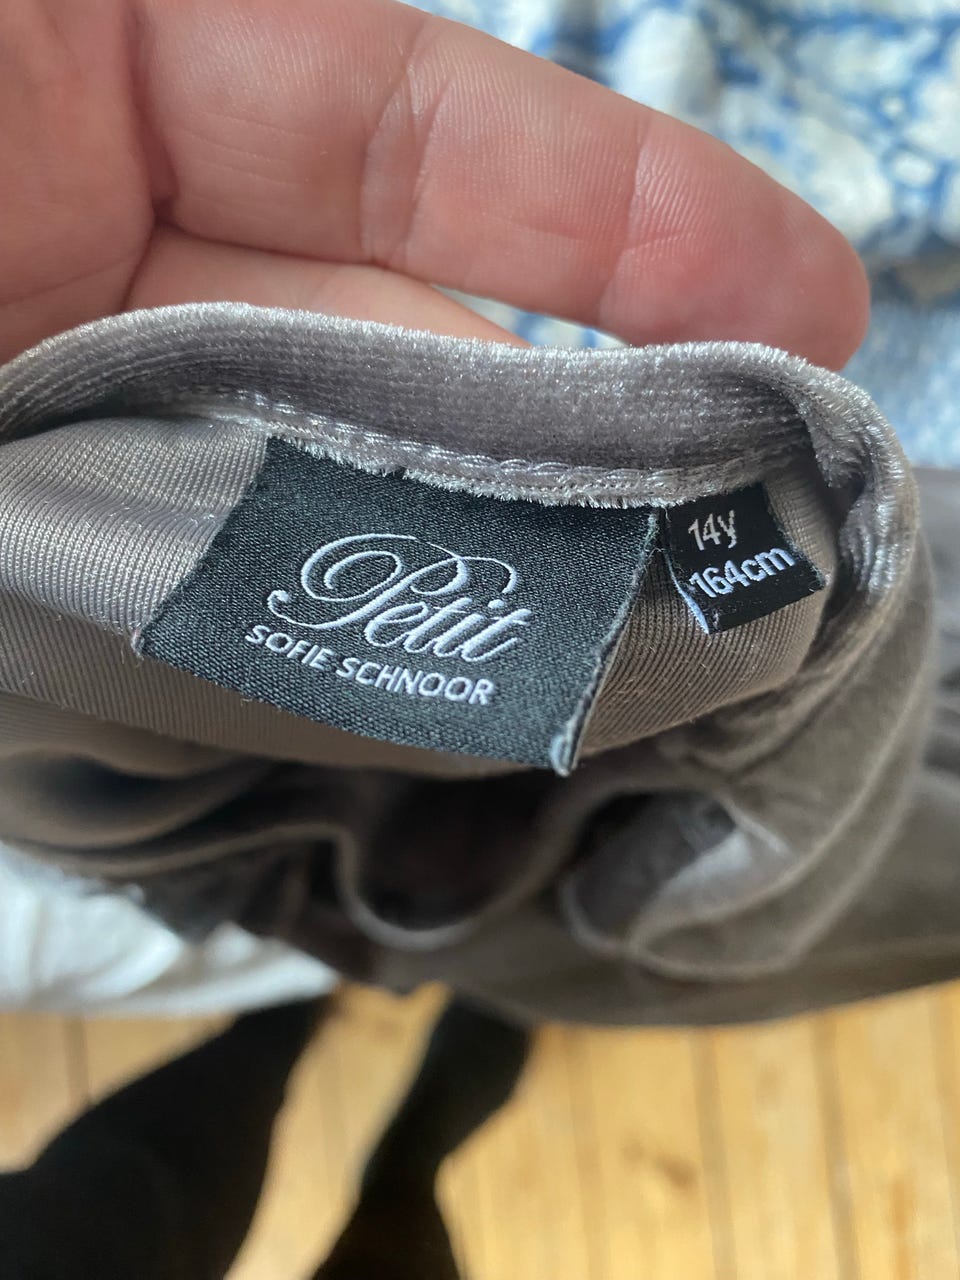 Petit
SOFIE SCHNOOR
14y
164cm